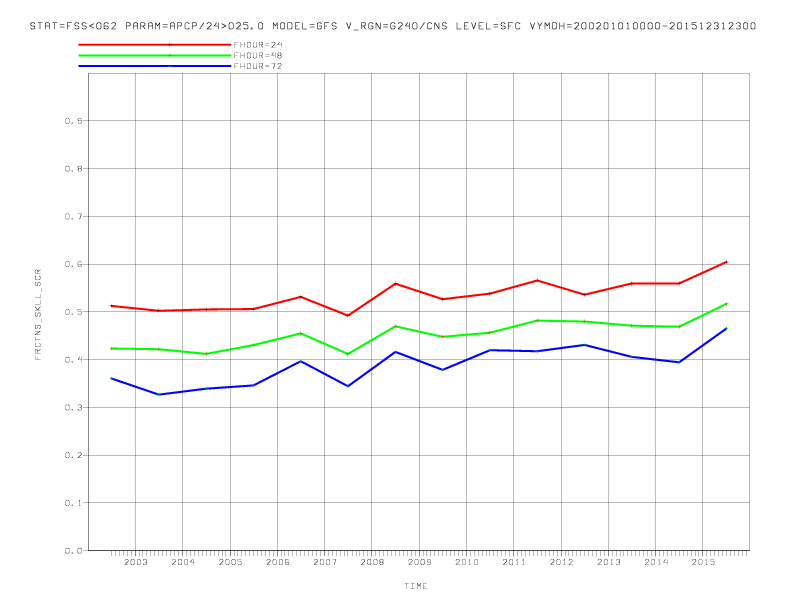 STAT=FSS<062 PARAM=APCP/24>025.0 MODEL=GFS V_RGN=G240/CNS LEVEL=SFC VYMDH=200201010000-201512312300
FHOUR=24
FHOUR=48
FHOUR=72
0.9
0.8
0.7
0.6
0.5
0.4
0.3
0.2
0.1
0.0
FRCTNS_SKLL_SCR
2003 2004 2005 2006 2007 2008 2009 2010 2011 2012 2013 2014 2015
TIME